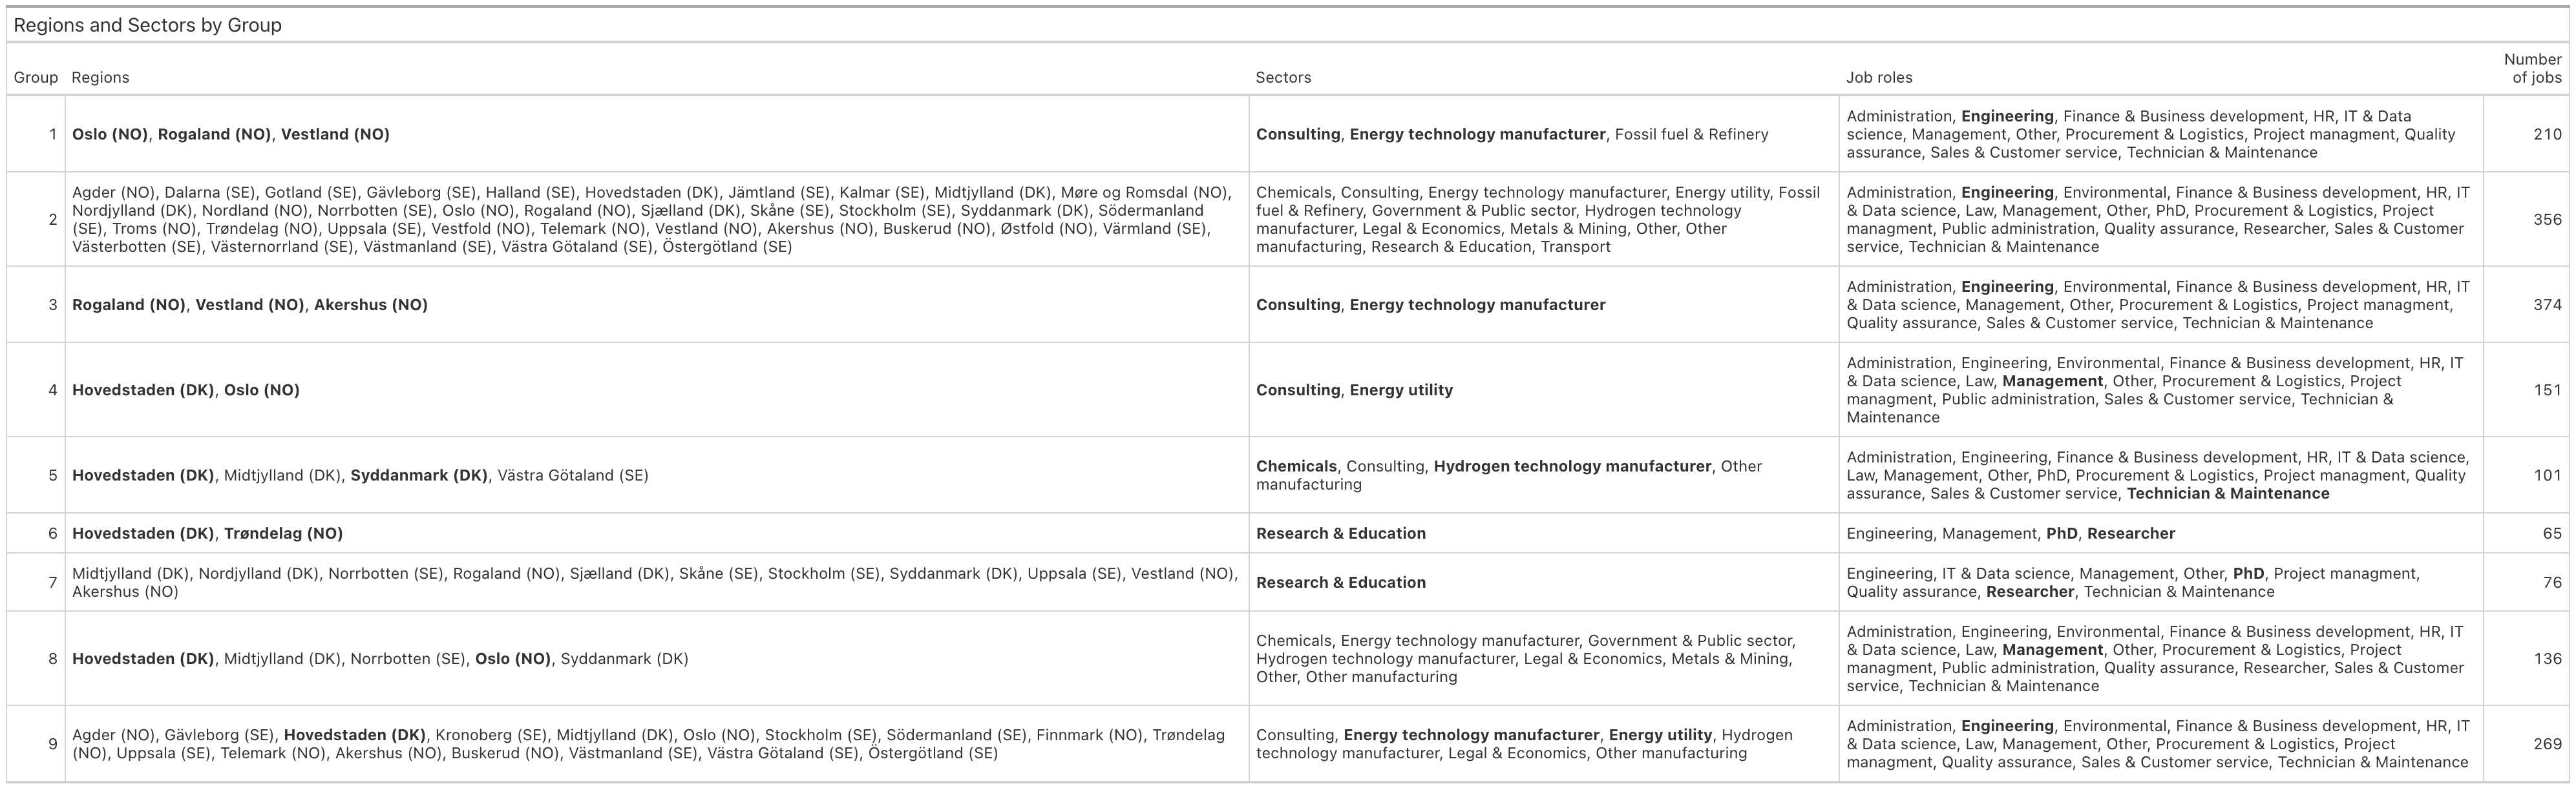 Regions and Sectors by Group
Group Regions Sectors Job roles Number of jobs
1
Oslo (NO), Rogaland (NO), Vestland (NO)
Consulting, Energy technology manufacturer, Fossil fuel & Refinery
Administration, Engineering, Finance & Business development, HR, IT & Data
science, Management, Other, Procurement & Logistics, Project managment, Quality
assurance, Sales & Customer service, Technician & Maintenance
210
2
Agder (NO), Dalarna (SE), Gotland (SE), Gävleborg (SE), Halland (SE), Hovedstaden (DK), Jämtland (SE), Kalmar (SE), Midtjylland (DK), Møre og Romsdal (NO),
Nordjylland (DK), Nordland (NO), Norrbotten (SE), Oslo (NO), Rogaland (NO), Sjælland (DK), Skåne (SE), Stockholm (SE), Syddanmark (DK), Södermanland
(SE), Troms (NO), Trøndelag (NO), Uppsala (SE), Vestfold (NO), Telemark (NO), Vestland (NO), Akershus (NO), Buskerud (NO), Østfold (NO), Värmland (SE),
Västerbotten (SE), Västernorrland (SE), Västmanland (SE), Västra Götaland (SE), Östergötland (SE)
Chemicals, Consulting, Energy technology manufacturer, Energy utility, Fossil
fuel & Refinery, Government & Public sector, Hydrogen technology
manufacturer, Legal & Economics, Metals & Mining, Other, Other
manufacturing, Research & Education, Transport
Administration, Engineering, Environmental, Finance & Business development, HR, IT
& Data science, Law, Management, Other, PhD, Procurement & Logistics, Project
managment, Public administration, Quality assurance, Researcher, Sales & Customer
service, Technician & Maintenance
356
3
Rogaland (NO), Vestland (NO), Akershus (NO)
Consulting, Energy technology manufacturer
Administration, Engineering, Environmental, Finance & Business development, HR, IT
& Data science, Management, Other, Procurement & Logistics, Project managment,
Quality assurance, Sales & Customer service, Technician & Maintenance
374
4
Hovedstaden (DK), Oslo (NO)
Consulting, Energy utility
Administration, Engineering, Environmental, Finance & Business development, HR, IT
& Data science, Law, Management, Other, Procurement & Logistics, Project
managment, Public administration, Sales & Customer service, Technician &
Maintenance
151
5
Hovedstaden (DK), Midtjylland (DK), Syddanmark (DK), Västra Götaland (SE)
Chemicals, Consulting, Hydrogen technology manufacturer, Other
manufacturing
Administration, Engineering, Finance & Business development, HR, IT & Data science,
Law, Management, Other, PhD, Procurement & Logistics, Project managment, Quality
assurance, Sales & Customer service, Technician & Maintenance
101
6
Hovedstaden (DK), Trøndelag (NO)
Research & Education
Engineering, Management, PhD, Researcher
65
7
Midtjylland (DK), Nordjylland (DK), Norrbotten (SE), Rogaland (NO), Sjælland (DK), Skåne (SE), Stockholm (SE), Syddanmark (DK), Uppsala (SE), Vestland (NO),
Akershus (NO)
Research & Education
Engineering, IT & Data science, Management, Other, PhD, Project managment,
Quality assurance, Researcher, Technician & Maintenance
76
8
Hovedstaden (DK), Midtjylland (DK), Norrbotten (SE), Oslo (NO), Syddanmark (DK)
Chemicals, Energy technology manufacturer, Government & Public sector,
Hydrogen technology manufacturer, Legal & Economics, Metals & Mining,
Other, Other manufacturing
Administration, Engineering, Environmental, Finance & Business development, HR, IT
& Data science, Law, Management, Other, Procurement & Logistics, Project
managment, Public administration, Quality assurance, Researcher, Sales & Customer
service, Technician & Maintenance
136
9
Agder (NO), Gävleborg (SE), Hovedstaden (DK), Kronoberg (SE), Midtjylland (DK), Oslo (NO), Stockholm (SE), Södermanland (SE), Finnmark (NO), Trøndelag
(NO), Uppsala (SE), Telemark (NO), Akershus (NO), Buskerud (NO), Västmanland (SE), Västra Götaland (SE), Östergötland (SE)
Consulting, Energy technology manufacturer, Energy utility, Hydrogen
technology manufacturer, Legal & Economics, Other manufacturing
Administration, Engineering, Environmental, Finance & Business development, HR, IT
& Data science, Law, Management, Other, Procurement & Logistics, Project
managment, Quality assurance, Sales & Customer service, Technician & Maintenance
269